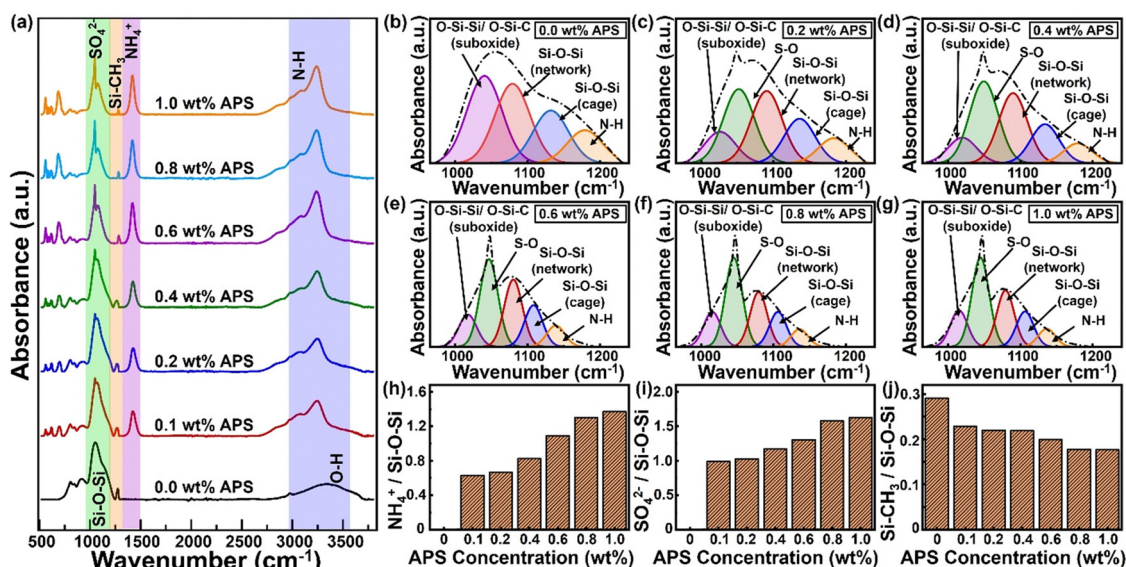 (a)
SO₄²⁻
Si-CH₃
NH₄⁺
N-H
1.0 wt% APS
0.8 wt% APS
0.6 wt% APS
0.4 wt% APS
0.2 wt% APS
0.1 wt% APS
0.0 wt% APS
Si-O-Si
O-H
Absorbance (a.u.)
500 1000 1500 2000 2500 3000 3500
Wavenumber (cm⁻¹)
(b)
O-Si-Si/ O-Si-C
(suboxide)
0.0 wt% APS
Si-O-Si
(network)
Si-O-Si
(cage)
N-H
Absorbance (a.u.)
1000 1100 1200
Wavenumber (cm⁻¹)
(c)
O-Si-Si/ O-Si-C
(suboxide)
0.2 wt% APS
S-O
Si-O-Si
(network)
Si-O-Si
(cage)
N-H
Absorbance (a.u.)
1000 1100 1200
Wavenumber (cm⁻¹)
(d)
O-Si-Si/ O-Si-C
(suboxide)
0.4 wt% APS
S-O
Si-O-Si
(network)
Si-O-Si
(cage)
N-H
Absorbance (a.u.)
1000 1100 1200
Wavenumber (cm⁻¹)
(e)
0.6 wt% APS
O-Si-Si/ O-Si-C
(suboxide)
S-O
Si-O-Si
(network)
Si-O-Si
(cage)
N-H
Absorbance (a.u.)
1000 1100 1200
Wavenumber (cm⁻¹)
(f)
0.8 wt% APS
O-Si-Si/ O-Si-C
(suboxide)
S-O
Si-O-Si
(network)
Si-O-Si
(cage)
N-H
Absorbance (a.u.)
1000 1100 1200
Wavenumber (cm⁻¹)
(g)
1.0 wt% APS
O-Si-Si/ O-Si-C
(suboxide)
S-O
Si-O-Si
(network)
Si-O-Si
(cage)
N-H
Absorbance (a.u.)
1000 1100 1200
Wavenumber (cm⁻¹)
(h)
NH₄⁺ / Si-O-Si
1.6
1.2
0.8
0.4
0 0.1 0.2 0.4 0.6 0.8 1.0
APS Concentration (wt%)
(i)
SO₄²⁻ / Si-O-Si
2.0
1.5
1.0
0.5
0 0.1 0.2 0.4 0.6 0.8 1.0
APS Concentration (wt%)
(j)
Si-CH₃ / Si-O-Si
0.3
0.2
0.1
0 0.1 0.2 0.4 0.6 0.8 1.0
APS Concentration (wt%)